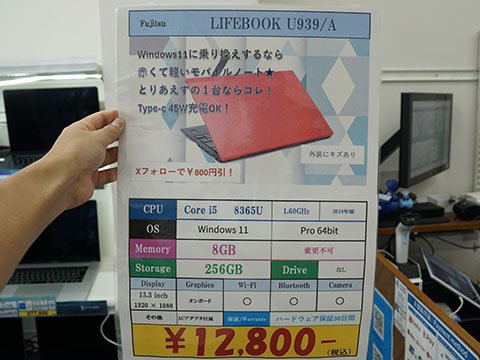 Fujitsu LIFEBOOK U939/A
Windows11に乗り換えするなら
赤くて軽いモバイルノート★
とりあえずの１台ならコレ！
Type-c 45W充電OK！
外装にキズあり
Xフォローで￥800円引！
CPU Core i5 8365U 1.60GHz 2019年頃
OS Windows 11 Pro 64bit
Memory 8GB 変更不可
Storage 256GB Drive なし
Display Graphics Wi-Fi Bluetooth Camera
13.3 inch
1920 × 1080 オンボード ○ ○ ○
その他 ACアダプタ付属 保証/Warranty ハードウェア保証30日間
￥12,800-(税込)